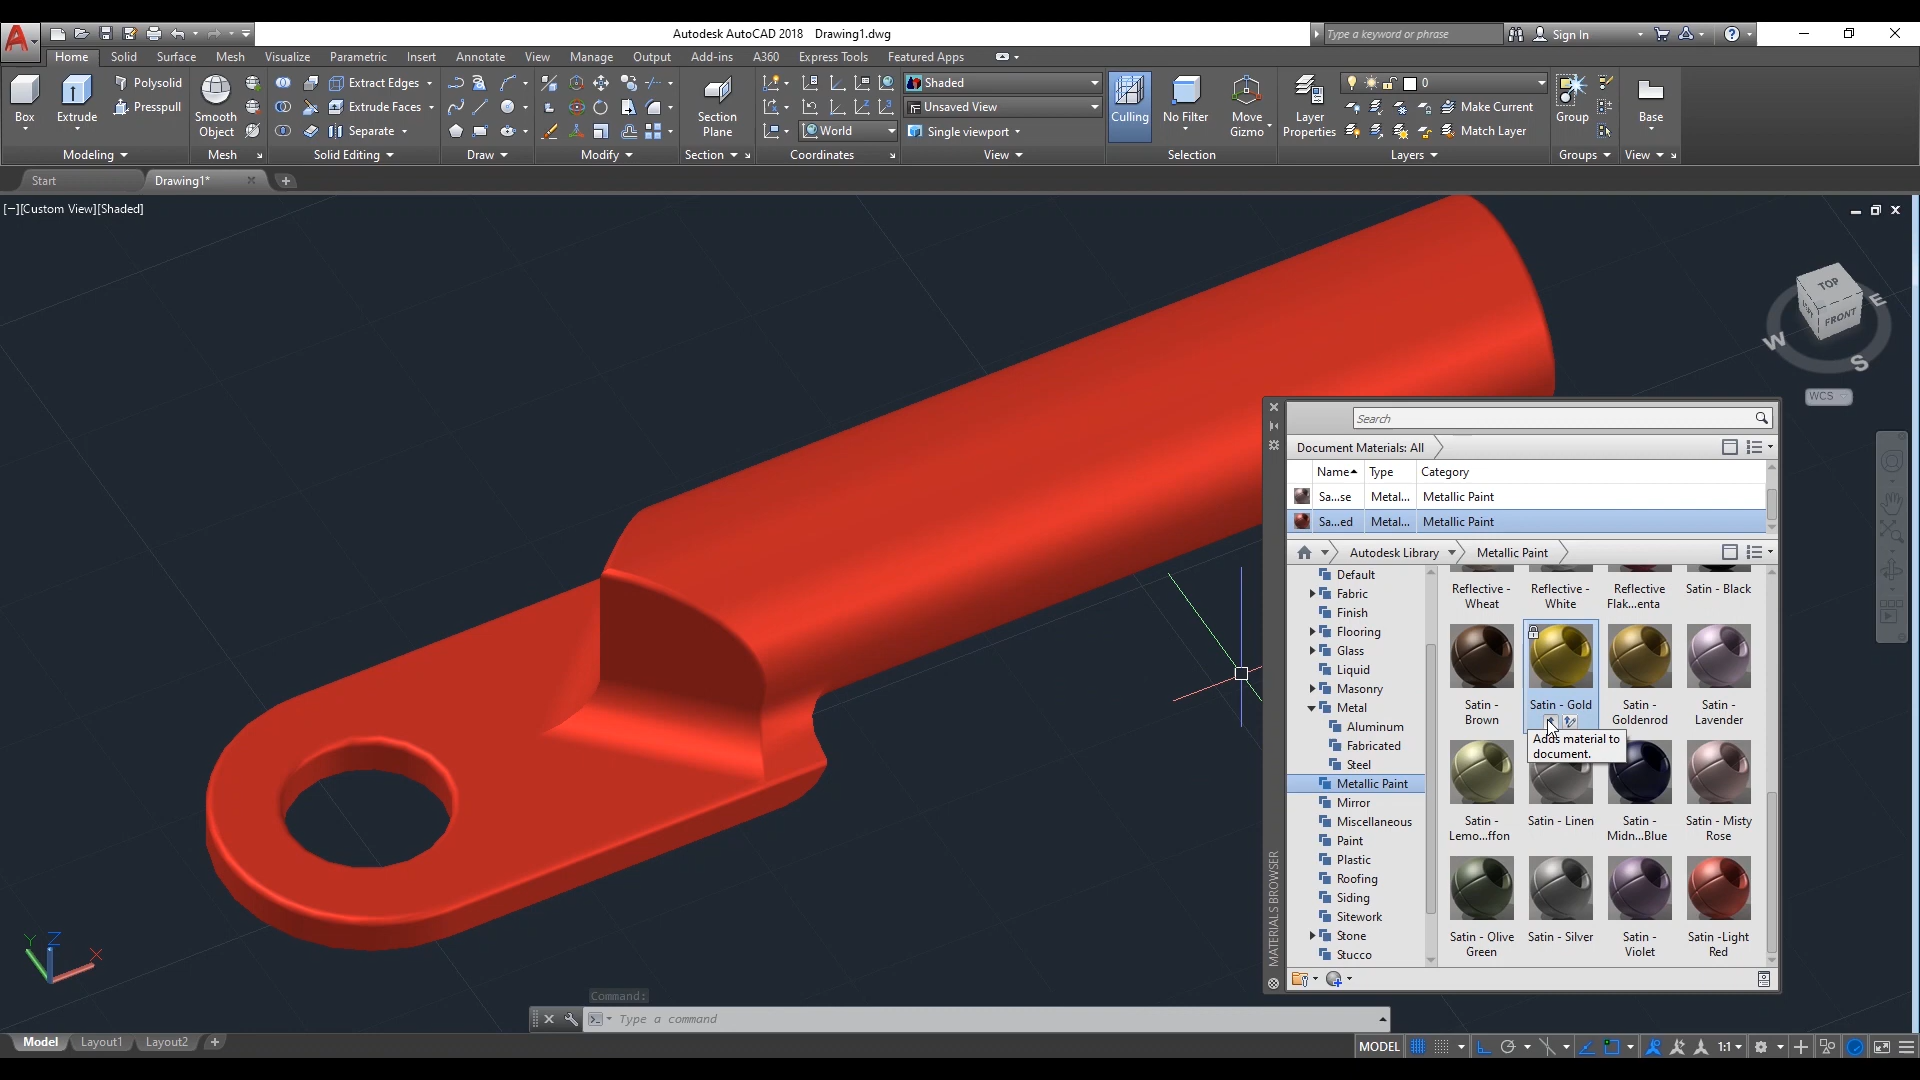 Autodesk AutoCAD 2018 Drawing1.dwg
Type a keyword or phrase
Sign In
Home Solid Surface Mesh Visualize Parametric Insert Annotate View Manage Output Add-ins A360 Express Tools Featured Apps
Box
Extrude
Polysolid
Presspull
Smooth Object
Extract Edges
Extrude Faces
Separate
Section Plane
World
Shaded
Unsaved View
Single viewport
Culling
No Filter
Move Gizmo
Layer Properties
0
Make Current
Match Layer
Group
Base
Modeling Mesh Solid Editing Draw Modify Section Coordinates View Selection Layers Groups View
Start Drawing1*
[−][Custom View][Shaded]
TOP
FRONT
W
S
E
WCS
Search
Document Materials: All
Name Type Category
Sa...se Metal... Metallic Paint
Sa...ed Metal... Metallic Paint
Autodesk Library Metallic Paint
Default
Fabric
Finish
Flooring
Glass
Liquid
Masonry
Metal
Aluminum
Fabricated
Steel
Metallic Paint
Mirror
Miscellaneous
Paint
Plastic
Roofing
Siding
Sitework
Stone
Stucco
Reflective - Wheat
Reflective - White
Reflective Flak...enta
Satin - Black
Satin - Brown
Satin - Gold
Satin - Goldenrod
Satin - Lavender
Adds material to
document.
Satin - Lemo...ffon
Satin - Linen
Satin - Midn...Blue
Satin - Misty Rose
Satin - Olive Green
Satin - Silver
Satin - Violet
Satin -Light Red
MATERIALS BROWSER
Y
Z
X
Command:
Type a command
Model Layout1 Layout2
MODEL
1:1